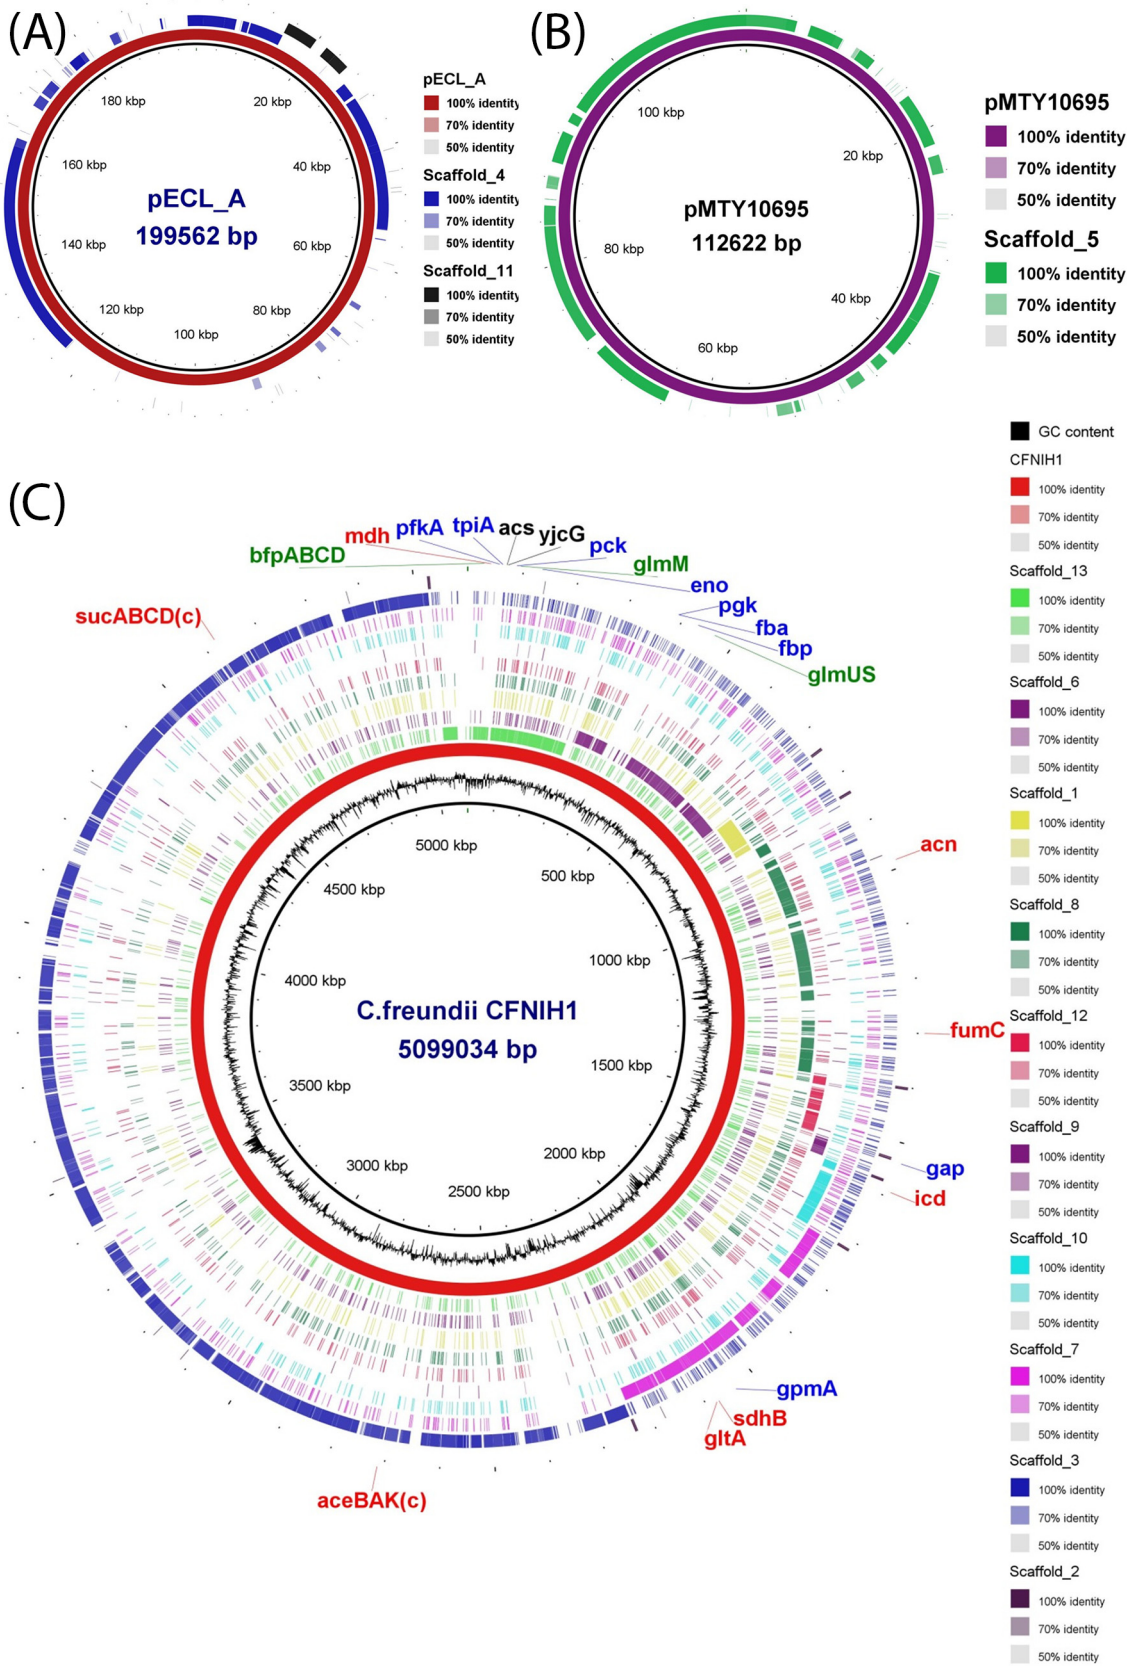 (A)
180 kbp
20 kbp
160 kbp
40 kbp
pECL_A
199562 bp
140 kbp
60 kbp
120 kbp
80 kbp
100 kbp
pECL_A
100% identity
70% identity
50% identity
Scaffold_4
100% identity
70% identity
50% identity
Scaffold_11
100% identity
70% identity
50% identity
(B)
100 kbp
20 kbp
pMTY10695
112622 bp
80 kbp
40 kbp
60 kbp
pMTY10695
100% identity
70% identity
50% identity
Scaffold_5
100% identity
70% identity
50% identity
(C)
bfpABCD
mdh
pfkA
tpiA
acs
yjcG
pck
glmM
eno
pgk
fba
fbp
glmUS
sucABCD(c)
acn
fumC
gap
icd
gpmA
sdhB
gltA
aceBAK(c)
5000 kbp
500 kbp
4500 kbp
1000 kbp
4000 kbp
C.freundii CFNIH1
5099034 bp
1500 kbp
3500 kbp
2000 kbp
3000 kbp
2500 kbp
GC content
CFNIH1
100% identity
70% identity
50% identity
Scaffold_13
100% identity
70% identity
50% identity
Scaffold_6
100% identity
70% identity
50% identity
Scaffold_1
100% identity
70% identity
50% identity
Scaffold_8
100% identity
70% identity
50% identity
Scaffold_12
100% identity
70% identity
50% identity
Scaffold_9
100% identity
70% identity
50% identity
Scaffold_10
100% identity
70% identity
50% identity
Scaffold_7
100% identity
70% identity
50% identity
Scaffold_3
100% identity
70% identity
50% identity
Scaffold_2
100% identity
70% identity
50% identity